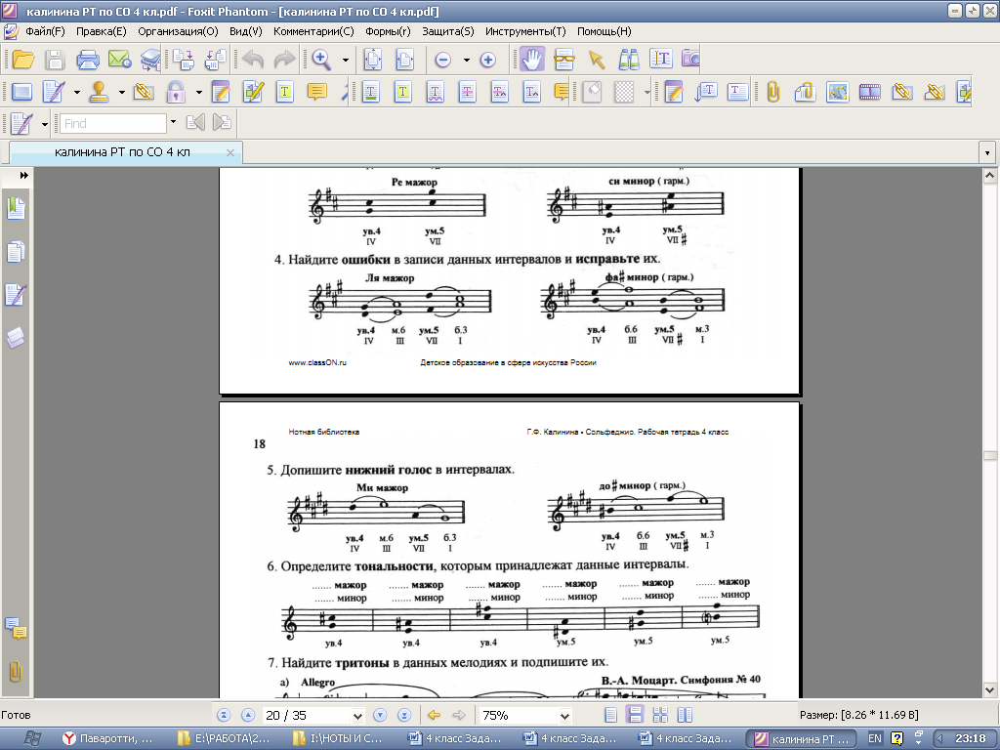 калинина РТ по СО 4 кл.pdf - Foxit Phantom - [калинина РТ по СО 4 кл.pdf]
Файл(F) Правка(E) Организация(O) Вид(V) Комментарии(C) Формы(r) Защита(S) Инструменты(T) Помощь(H)
Find
калинина РТ по СО 4 кл
Ре мажор си минор ( гарм.)
ув.4 ум.5 ув.4 ум.5
IV VII IV VII #
4. Найдите ошибки в записи данных интервалов и исправьте их.
Ля мажор фа# минор ( гарм.)
ув.4 м.6 ум.5 б.3 ув.4 б.6 ум.5 м.3
IV III VII I IV III VII # I
www.classON.ru Детское образование в сфере искусства России
Нотная библиотека Г.Ф. Калинина • Сольфеджио. Рабочая тетрадь 4 класс
18
5. Допишите нижний голос в интервалах.
Ми мажор до # минор ( гарм.)
ув.4 м.6 ум.5 б.3 ув.4 б.6 ум.5 м.3
IV III VII I IV III VII# I
6. Определите тональности, которым принадлежат данные интервалы.
....... мажор ....... мажор ....... мажор ....... мажор ....... мажор ....... мажор
....... минор ....... минор ....... минор ....... минор ....... минор ....... минор
ув.4 ув.4 ув.4 ум.5 ум.5 ум.5
7. Найдите тритоны в данных мелодиях и подпишите их.
а) Allegro В.-А. Моцарт. Симфония № 40
Готово 20 / 35 75% Размер: [8.26 * 11.69 В]
Паваротти, ... E:\РАБОТА\2... I:\НОТЫ И С... 4 класс Зада... 4 класс Зада... 4 класс Зада... калинина РТ ... EN 23:18